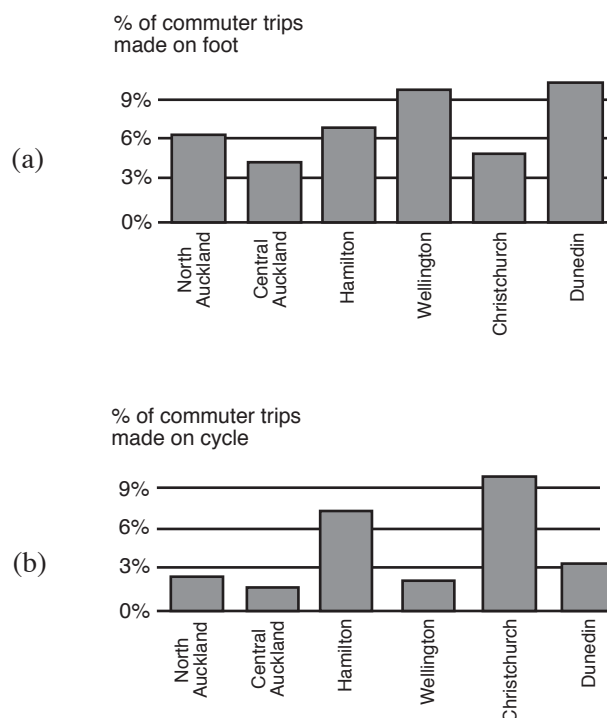 % of commuter trips
made on foot
(a)
9%
6%
3%
0%
North
Auckland
Central
Auckland
Hamilton
Wellington
Christchurch
Dunedin
% of commuter trips
made on cycle
(b)
9%
6%
3%
0%
North
Auckland
Central
Auckland
Hamilton
Wellington
Christchurch
Dunedin